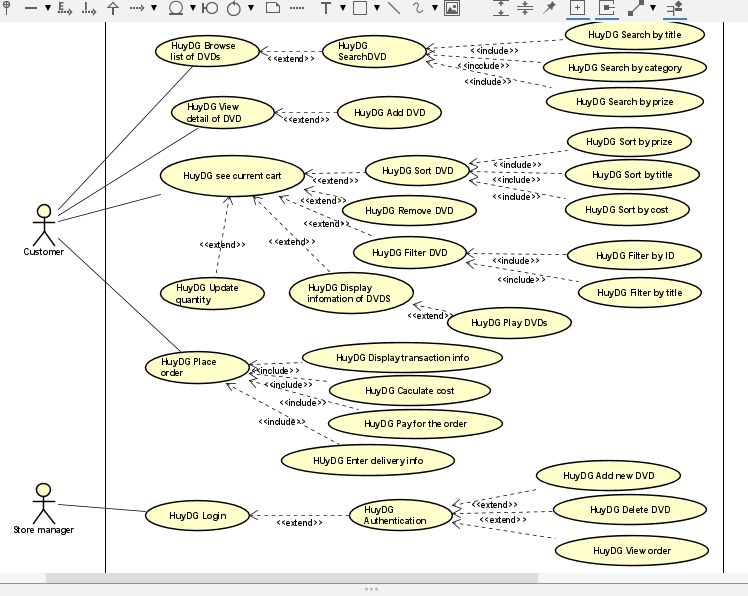 HuyDG Browse
list of DVDs
<<extend>>
HuyDG
SearchDVD
<<include>>
<<incclude>>
<<include>>
HuyDG Search by title
HuyDG Search by category
HuyDG Search by prize
HuyDG View
detail of DVD
<<extend>>
HuyDG Add DVD
HuyDG see current cart
<<extend>>
HuyDG Sort DVD
<<include>>
<<include>>
<<include>>
HuyDG Sort by prize
HuyDG Sort by title
HuyDG Sort by cost
<<extend>>
HuyDG Remove DVD
<<extend>>
HuyDG Filter DVD
<<include>>
<<include>>
HuyDG Filter by ID
HuyDG Filter by title
Customer
<<extend>>
<<extend>>
HuyDG Update
quantity
HuyDG Display
infomation of DVDS
<<extend>>
HuyDG Play DVDs
HuyDG Place
order
<<include>>
<<include>>
<<include>>
<<include>>
HuyDG Display transaction info
HuyDG Caculate cost
HuyDG Pay for the order
HUyDG Enter delivery info
Store manager
HuyDG Login
<<extend>>
HuyDG
Authentication
<<extend>>
<<extend>>
HuyDG Add new DVD
HuyDG Delete DVD
HuyDG View order